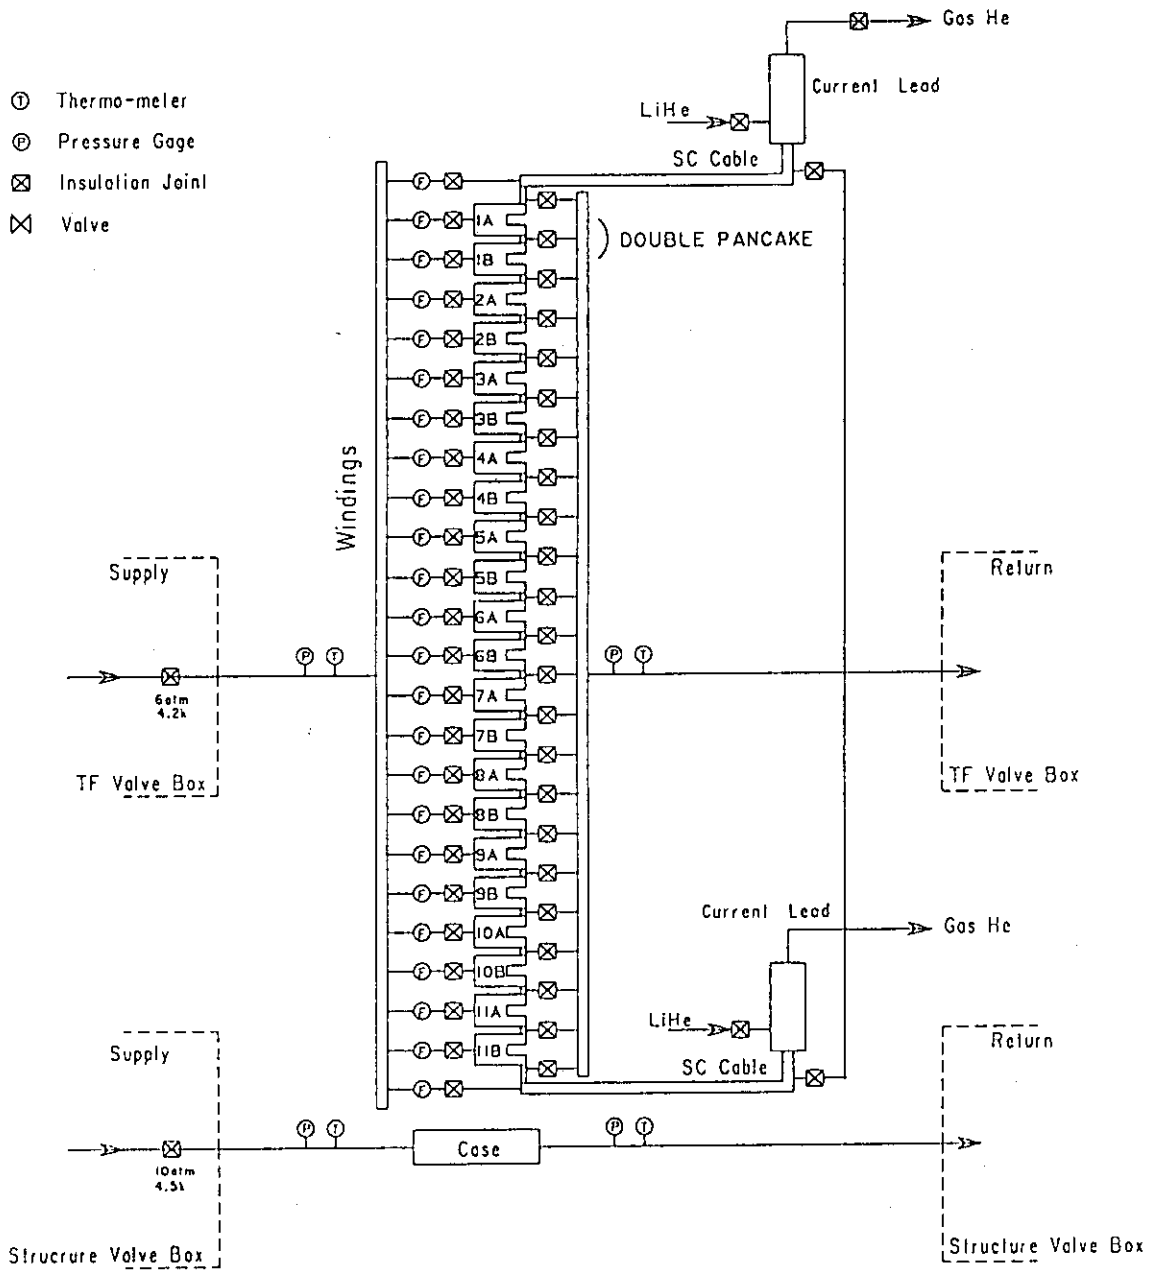 Gas He
Current Lead
LiHe
SC Cable
T Thermo-meter
P Pressure Gage
Insulation Joint
Valve
DOUBLE PANCAKE
Windings
F
F 1A
F 1B
F 2A
F 2B
F 3A
F 3B
F 4A
F 4B
F 5A
F 5B
F 6A
F 6B
F 7A
F 7B
F 8A
F 8B
F 9A
F 9B
F 10A
F 10B
F 11A
F 11B
F
Supply
P T
6atm
4.2k
TF Valve Box
P T
Return
TF Valve Box
Current Lead
Gas He
LiHe
SC Cable
Supply
P T
10atm
4.5k
Strucrure Valve Box
Case
P T
Return
Structure Valve Box